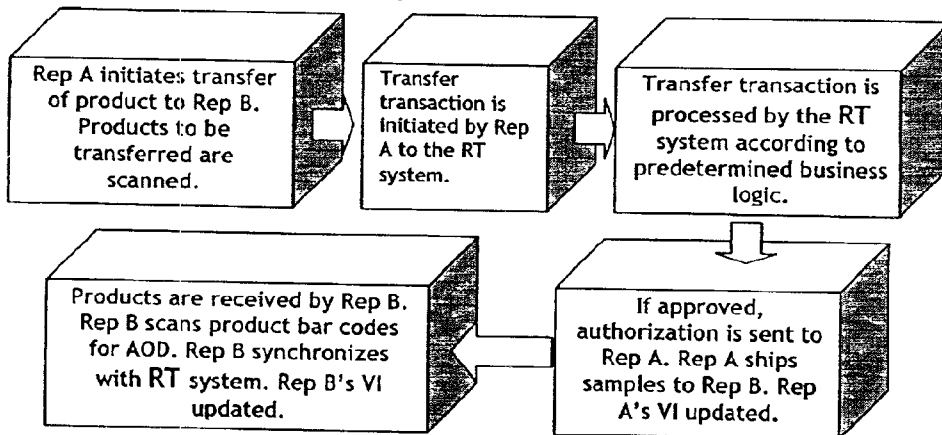 Rep A initiates transfer
of product to Rep B.
Products to be
transferred are
scanned.
Transfer
transaction is
initiated by Rep
A to the RT
system.
Transfer transaction is
processed by the RT
system according to
predetermined business
logic.
If approved,
authorization is sent to
Rep A. Rep A ships
samples to Rep B. Rep
A's VI updated.
Products are received by Rep B.
Rep B scans product bar codes
for AOD. Rep B synchronizes
with RT system. Rep B's VI
updated.